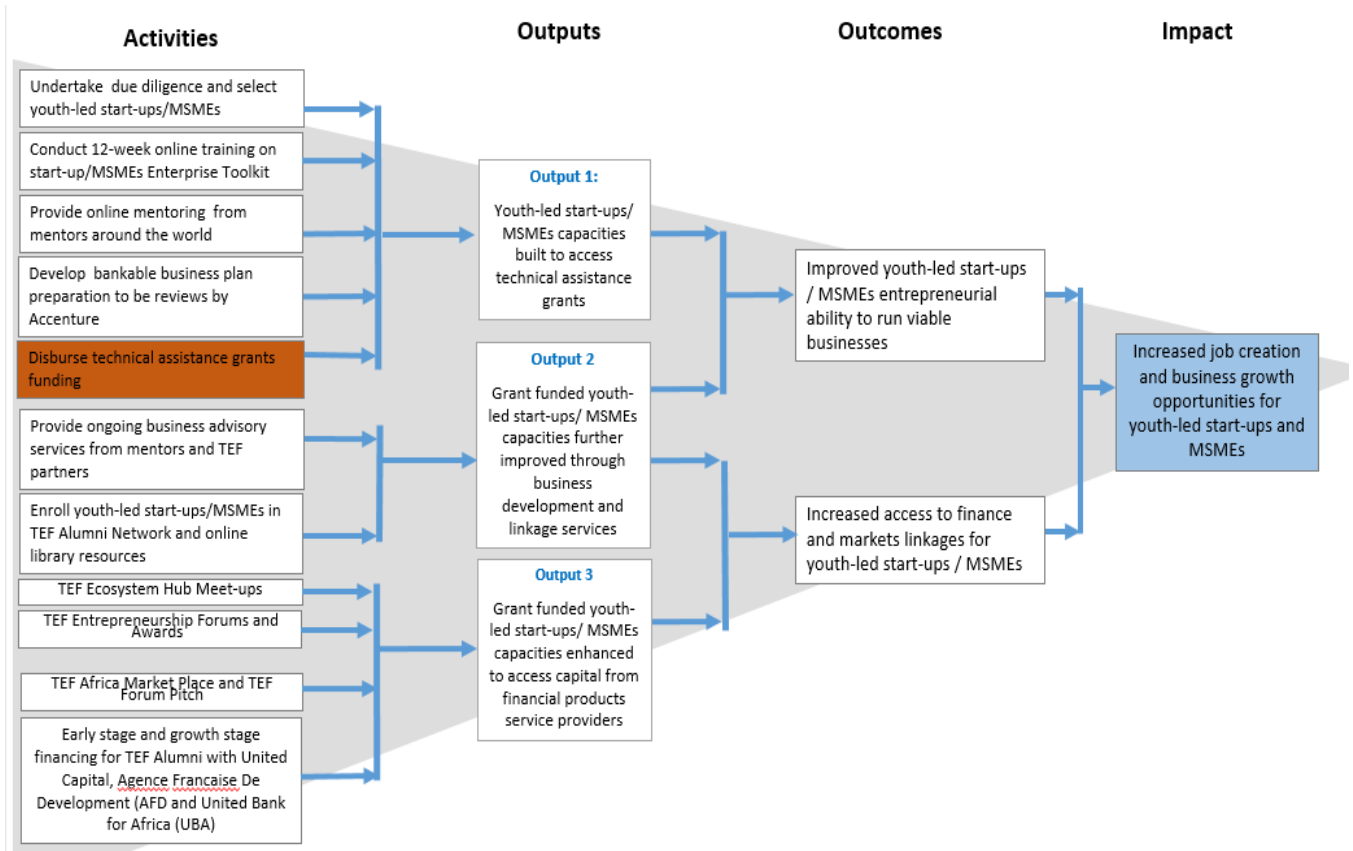 Activities
Outputs
Outcomes
Impact
Undertake due diligence and select
youth-led start-ups/MSMEs
Conduct 12-week online training on
start-up/MSMEs Enterprise Toolkit
Provide online mentoring from
mentors around the world
Develop bankable business plan
preparation to be reviews by
Accenture
Disburse technical assistance grants
funding
Provide ongoing business advisory
services from mentors and TEF
partners
Enroll youth-led start-ups/MSMEs in
TEF Alumni Network and online
library resources
TEF Ecosystem Hub Meet-ups
TEF Entrepreneurship Forums and
Awards
TEF Africa Market Place and TEF
Forum Pitch
Early stage and growth stage
financing for TEF Alumni with United
Capital, Agence Francaise De
Development (AFD and United Bank
for Africa (UBA)
Output 1:
Youth-led start-ups/
MSMEs capacities
built to access
technical assistance
grants
Output 2
Grant funded youth-
led start-ups/ MSMEs
capacities further
improved through
business
development and
linkage services
Output 3
Grant funded youth-
led start-ups/ MSMEs
capacities enhanced
to access capital from
financial products
service providers
Improved youth-led start-ups
/ MSMEs entrepreneurial
ability to run viable
businesses
Increased access to finance
and markets linkages for
youth-led start-ups / MSMEs
Increased job creation
and business growth
opportunities for
youth-led start-ups and
MSMEs